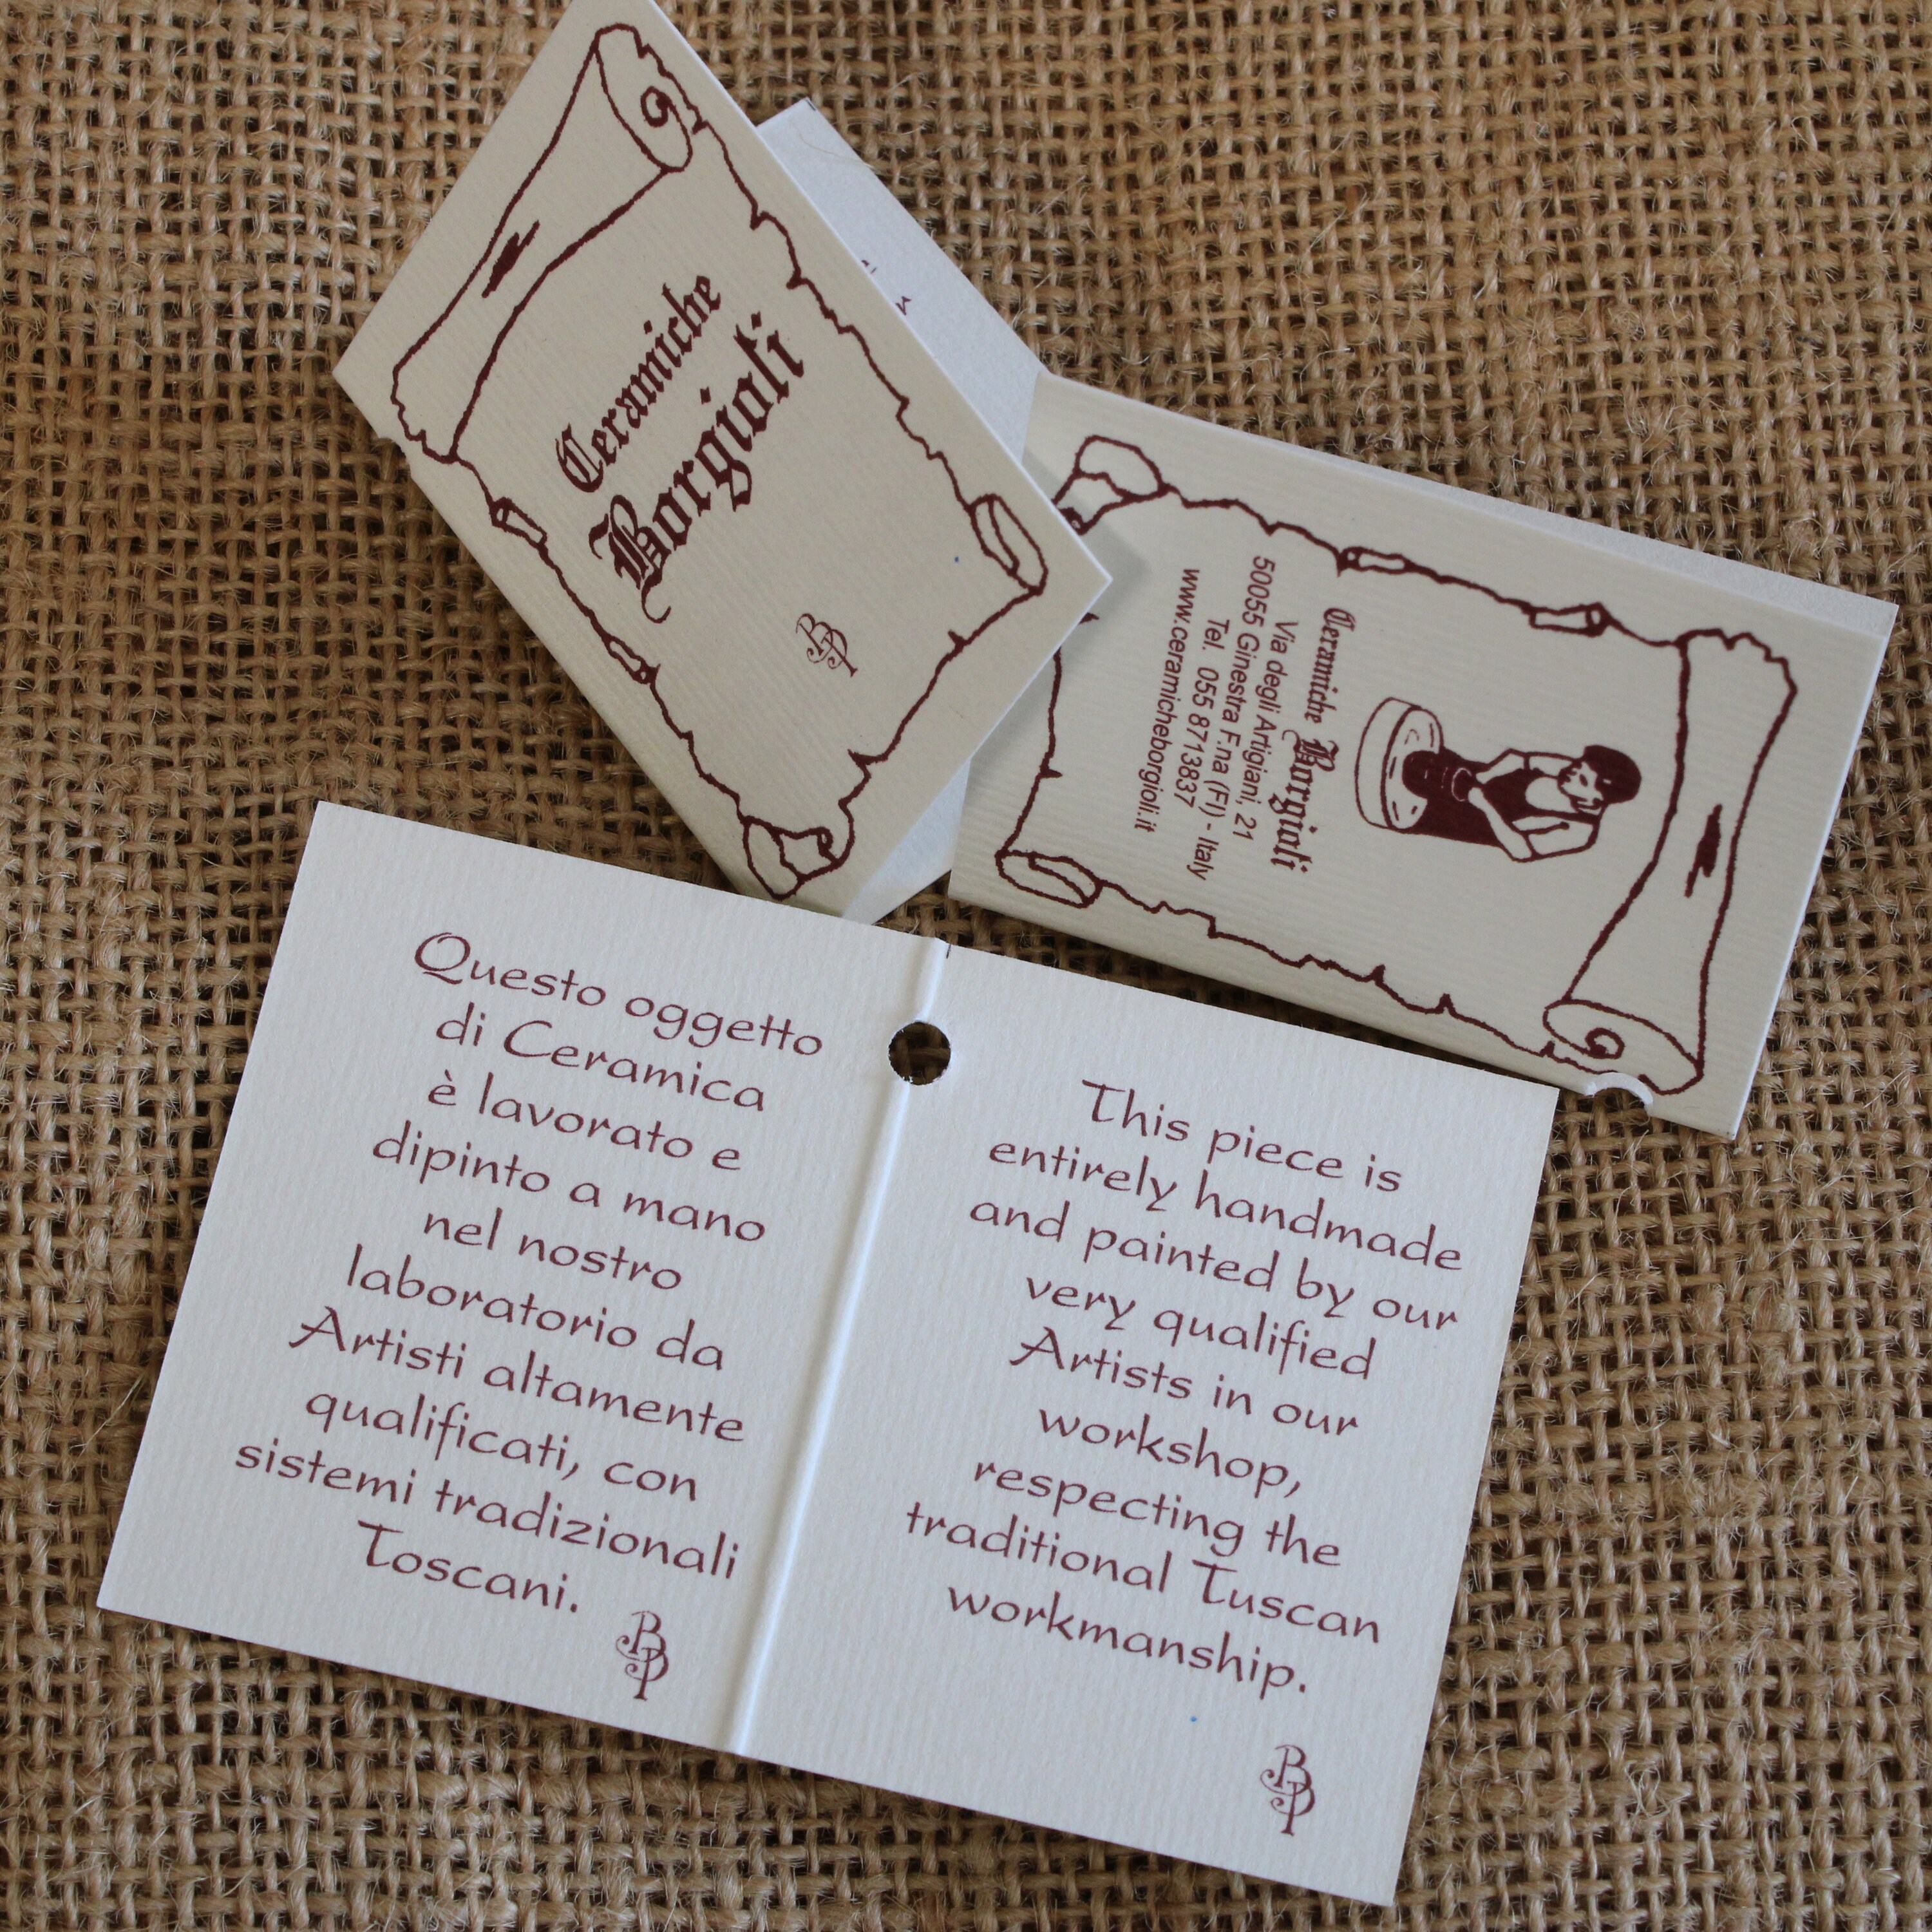 Ceramiche
Borgioli
BP
Ceramiche Borgioli
Via degli Artigiani, 21
50055 Ginestra F.na (FI) - Italy
Tel. 055 8713837
www.ceramicheborgioli.it
Questo oggetto
di Ceramica
è lavorato e
dipinto a mano
nel nostro
laboratorio da
Artisti altamente
qualificati, con
sistemi tradizionali
Toscani.
BP
This piece is
entirely handmade
and painted by our
very qualified
Artists in our
workshop,
respecting the
traditional Tuscan
workmanship.
BP